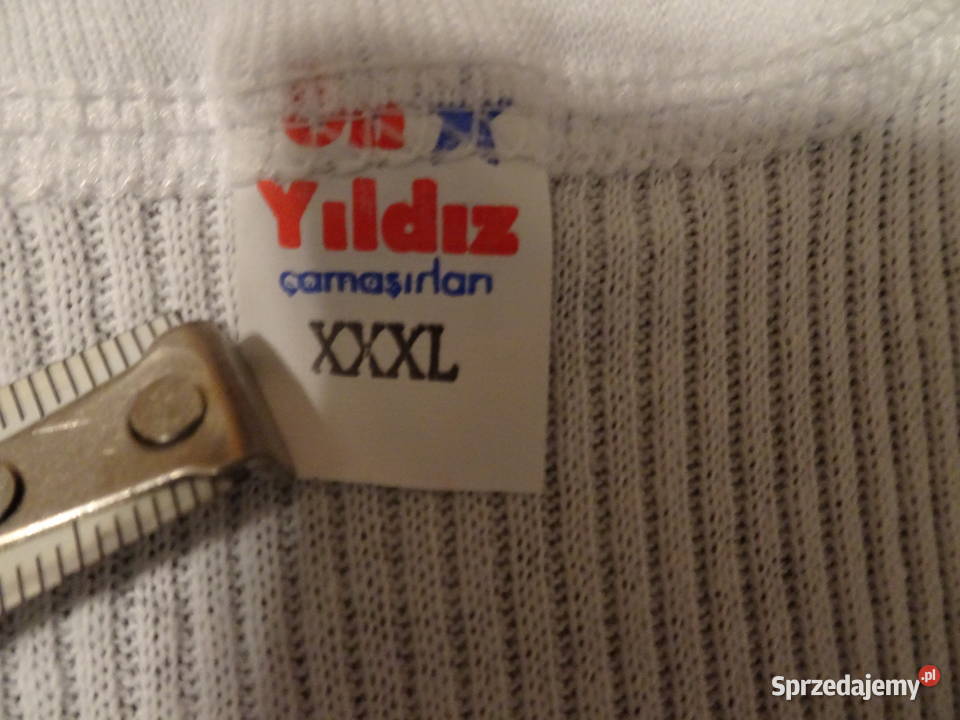 Yıldız
çamaşırları
XXXL
Sprzedajemy.pl